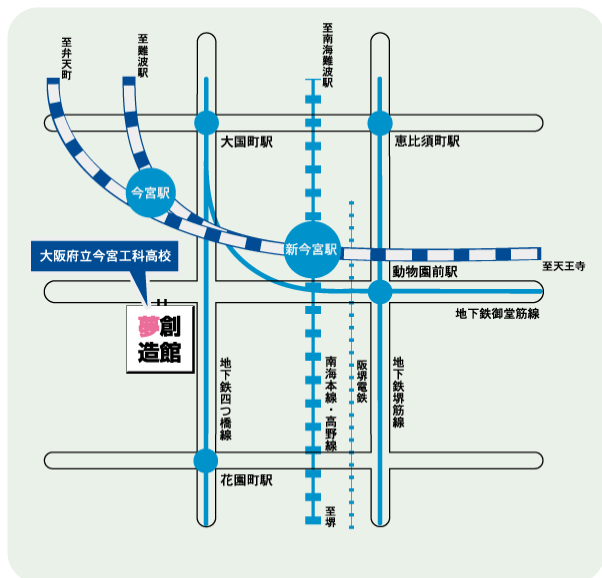 至弁天町
至難波駅
至南海難波駅
大国町駅
恵比須町駅
今宮駅
新今宮駅
大阪府立今宮工科高校
動物園前駅
至天王寺
地下鉄御堂筋線
夢創
造館
地下鉄四つ橋線
南海本線・高野線
阪堺電鉄
地下鉄堺筋線
花園町駅
至堺